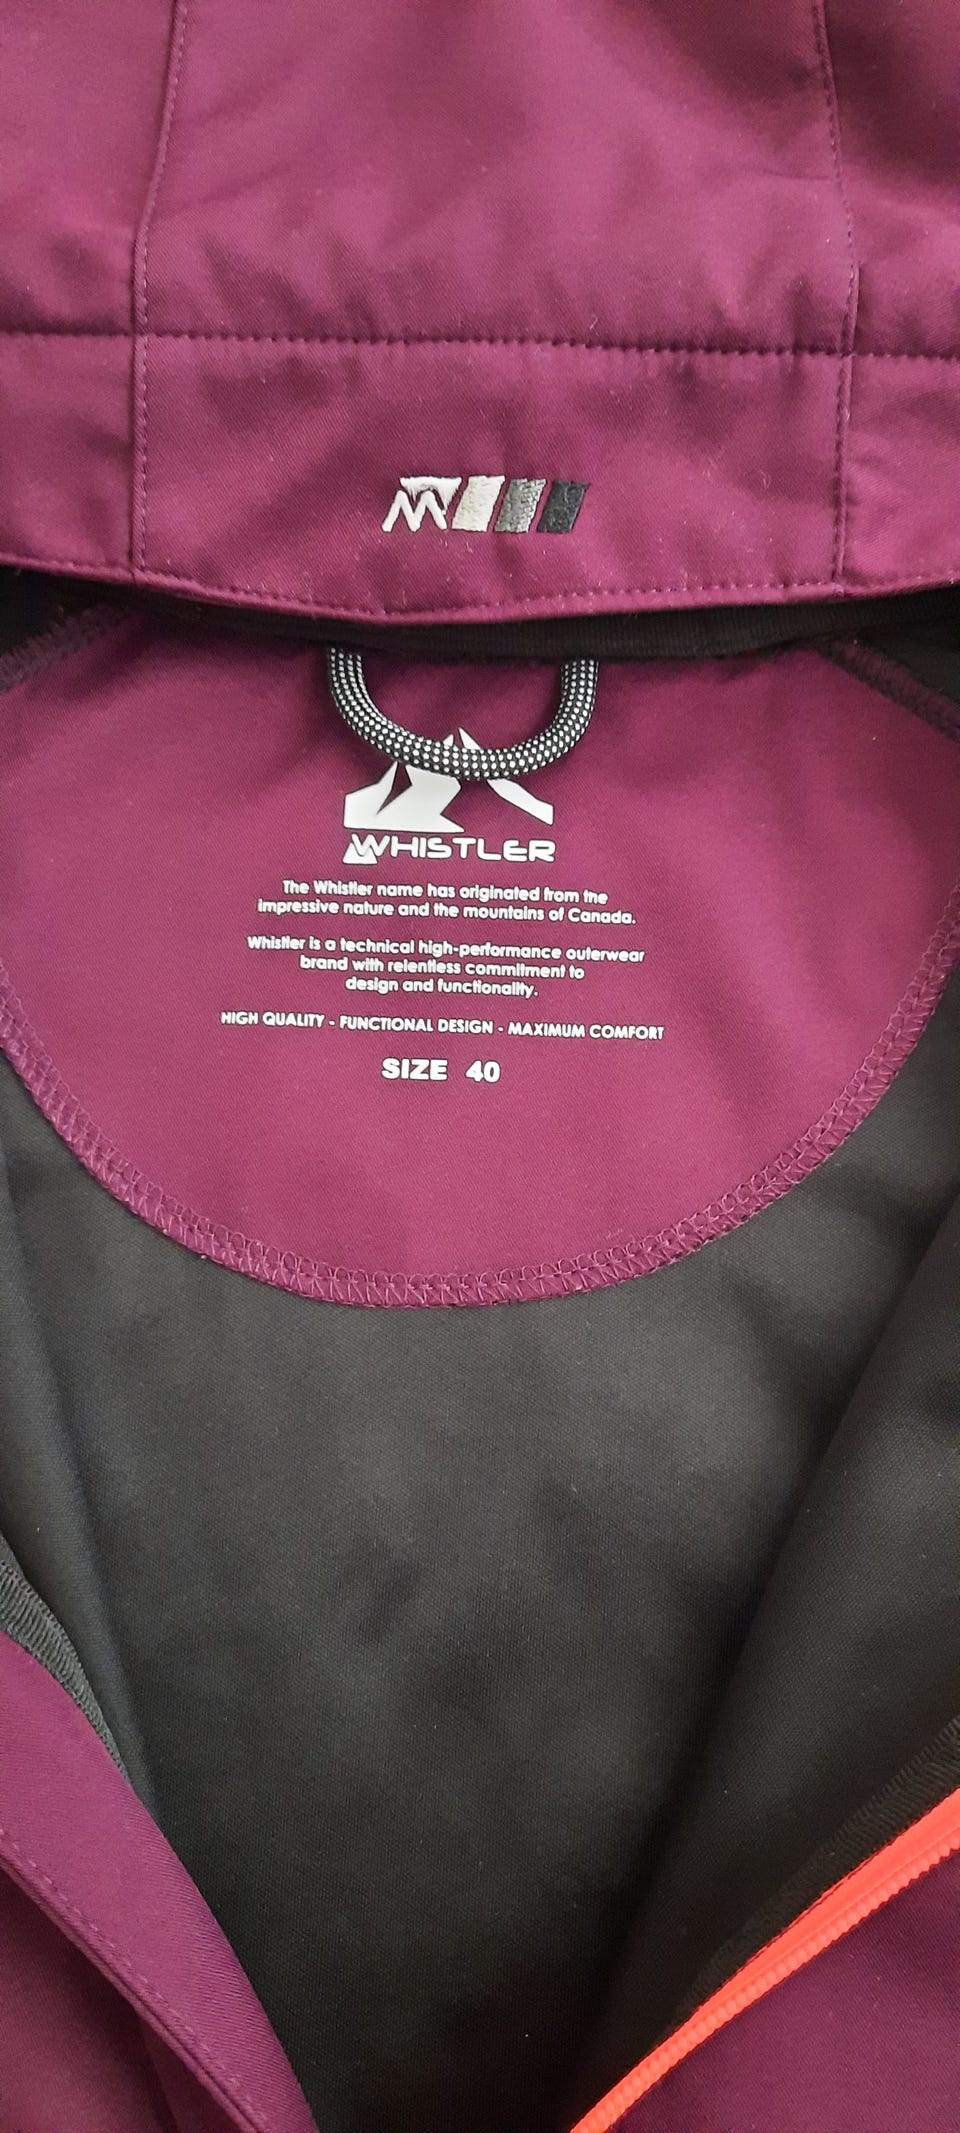 WHISTLER
The Whistler name has originated from the
impressive nature and the mountains of Canada.
Whistler is a technical high-performance outerwear
brand with relentless commitment to
design and functionality.
HIGH QUALITY - FUNCTIONAL DESIGN - MAXIMUM COMFORT
SIZE 40